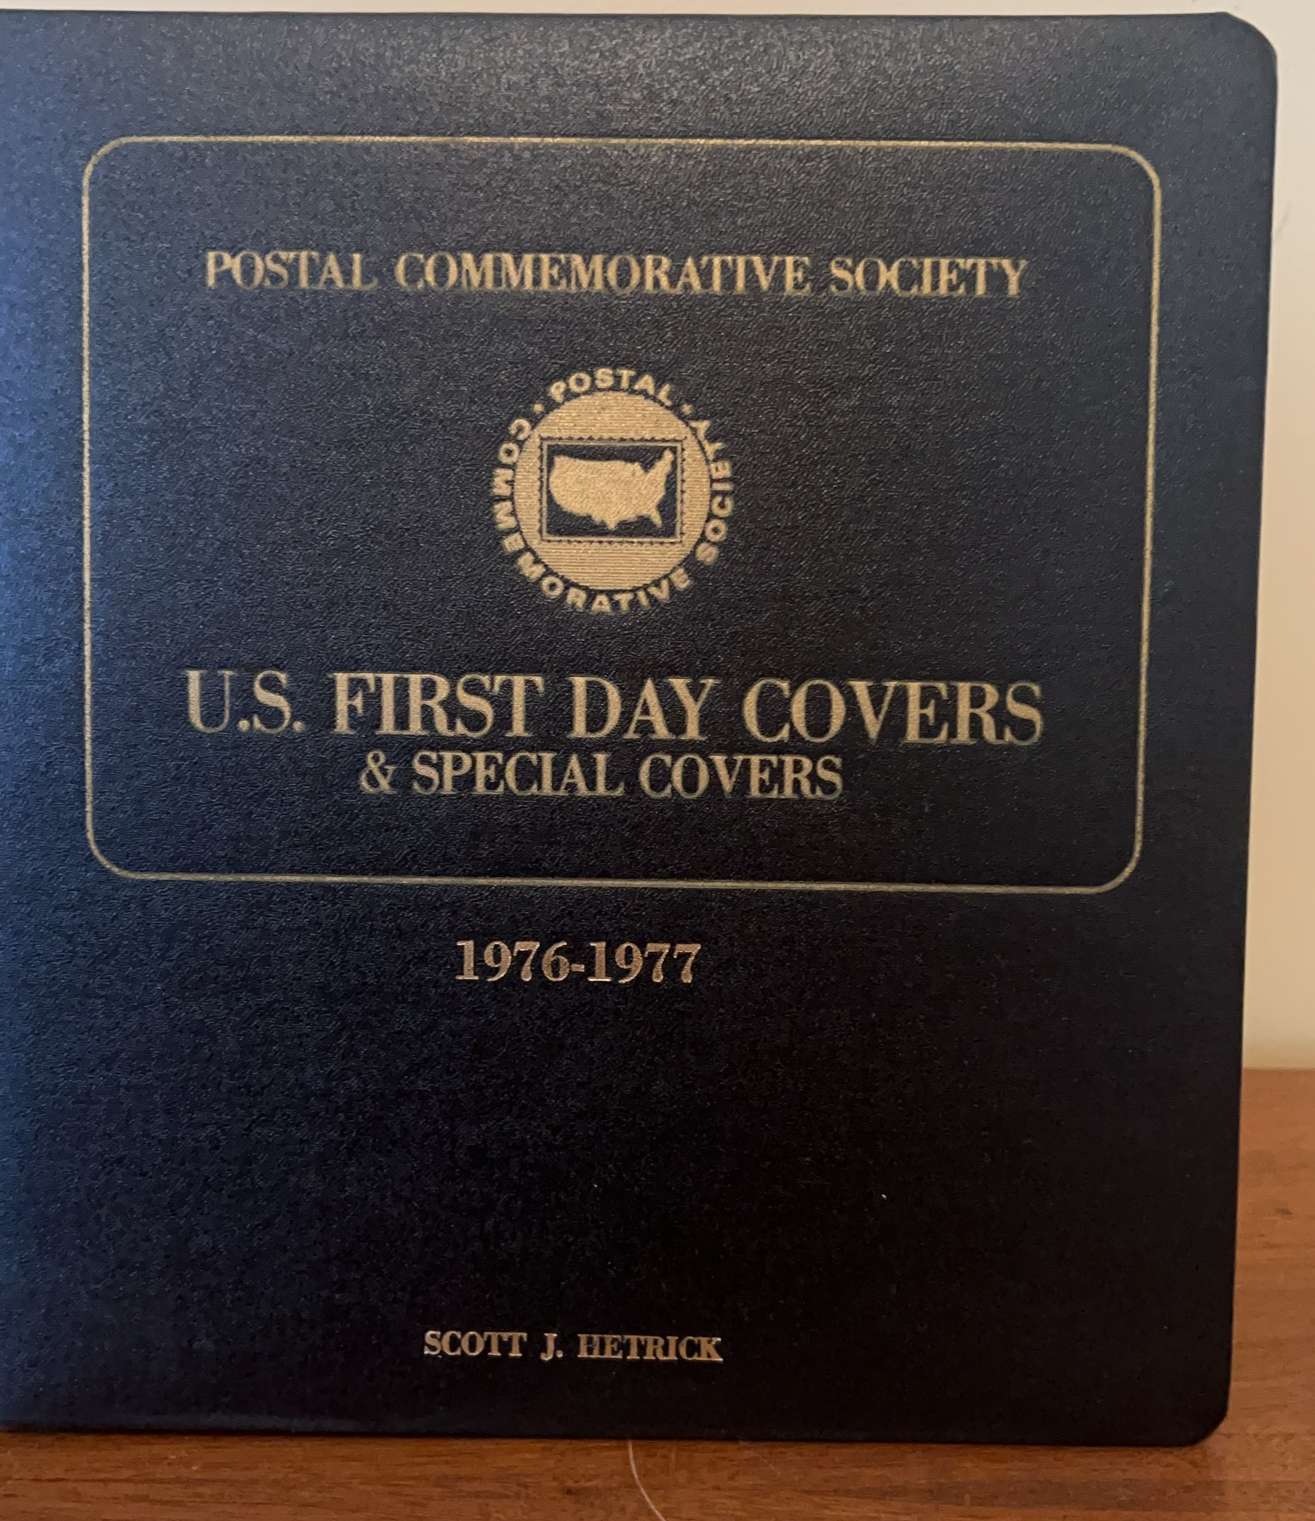 POSTAL COMMEMORATIVE SOCIETY
· POSTAL · COMMEMORATIVE SOCIETY
U.S. FIRST DAY COVERS
& SPECIAL COVERS
1976-1977
SCOTT J. HETRICK